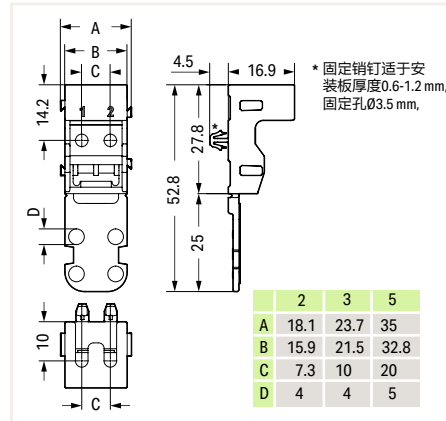 A
B
C
4.5
16.9
* 固定销钉适于安
装板厚度0.6-1.2 mm,
固定孔Ø3.5 mm,
14.2
1 2
*
27.8
52.8
D
25
10
C
2 3 5
A 18.1 23.7 35
B 15.9 21.5 32.8
C 7.3 10 20
D 4 4 5